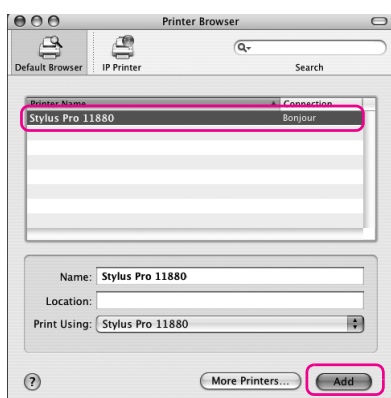 Printer Browser
Default Browser
IP Printer
Search
Printer Name Connection
Stylus Pro 11880 Bonjour
Name: Stylus Pro 11880
Location:
Print Using: Stylus Pro 11880
? More Printers... Add